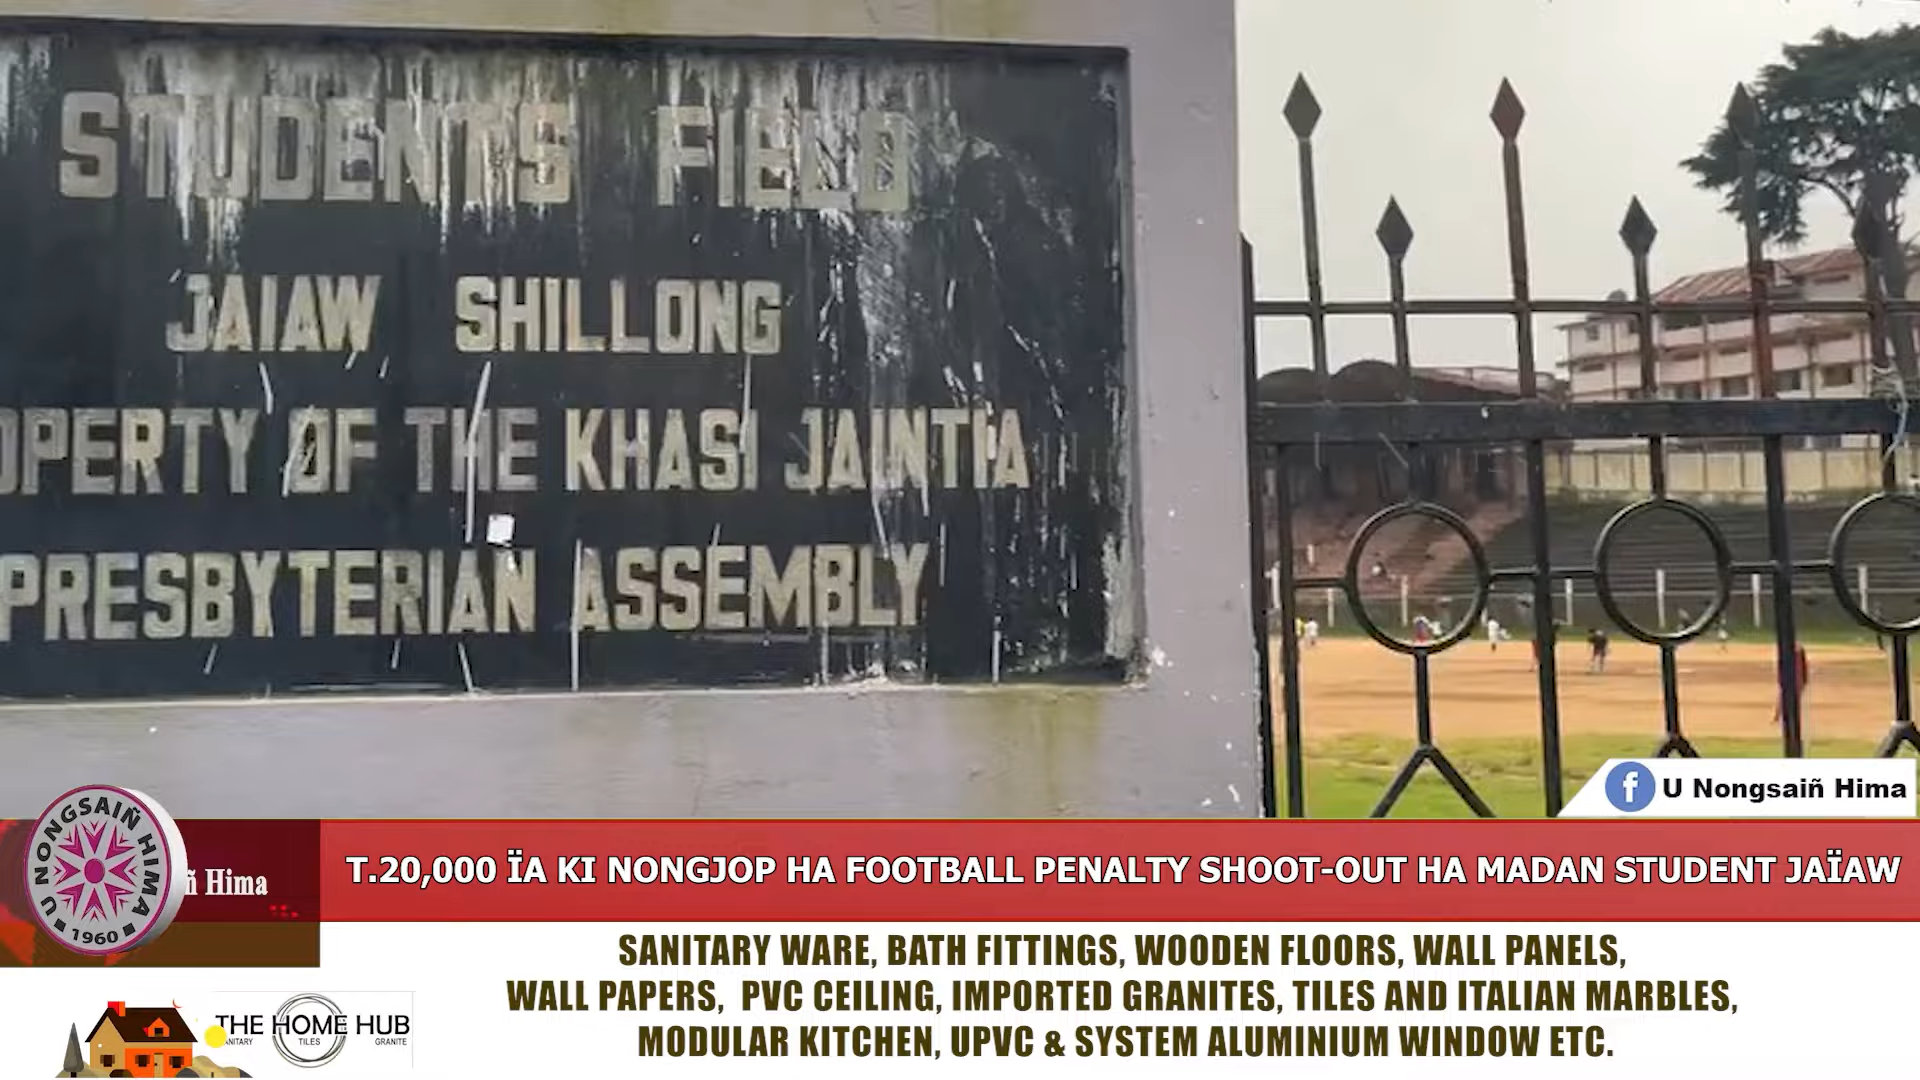 STUDENTS FIELD
JAIAW SHILLONG
OPERTY OF THE KHASI JAINTIA
PRESBYTERIAN ASSEMBLY
U Nongsaiñ Hima
U NONGSAIÑ HIMA
1960
ñ Hima
T.20,000 ÏA KI NONGJOP HA FOOTBALL PENALTY SHOOT-OUT HA MADAN STUDENT JAÏAW
SANITARY WARE, BATH FITTINGS, WOODEN FLOORS, WALL PANELS,
WALL PAPERS, PVC CEILING, IMPORTED GRANITES, TILES AND ITALIAN MARBLES,
MODULAR KITCHEN, UPVC & SYSTEM ALUMINIUM WINDOW ETC.
THE HOME HUB
ANITARY TILES GRANITE